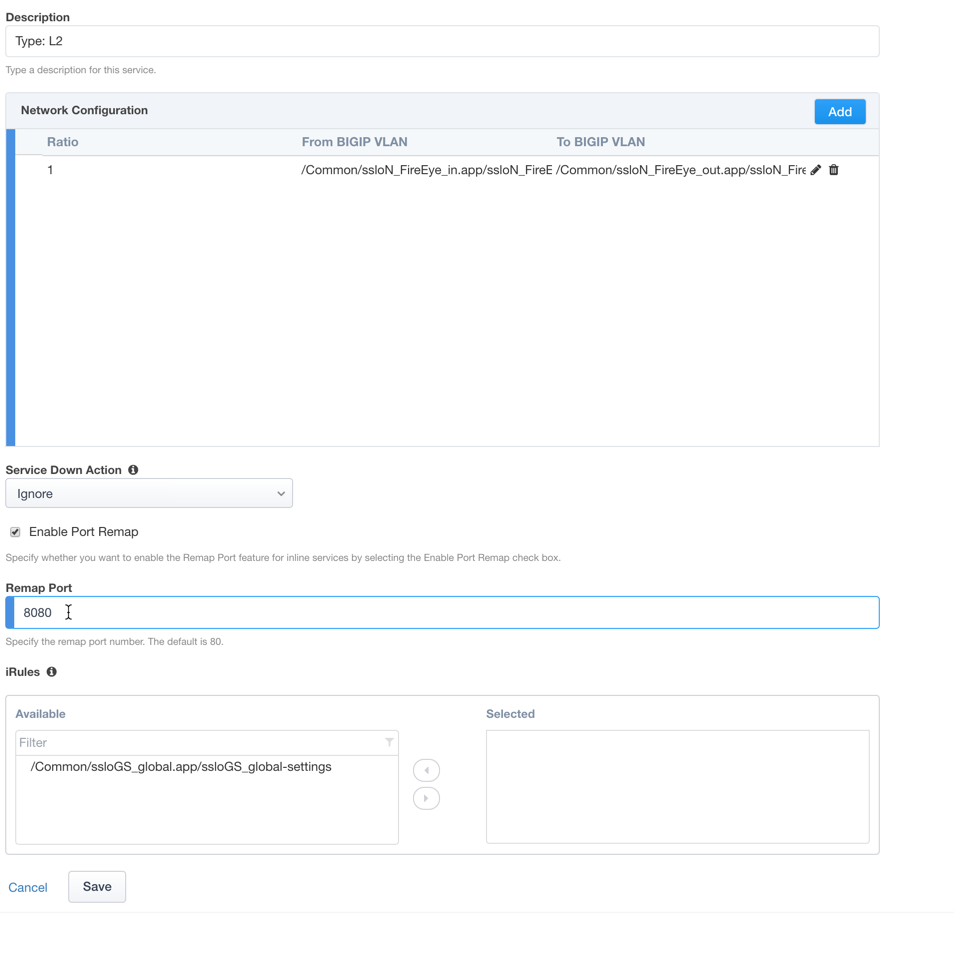 Description
Type: L2
Type a description for this service.
Network Configuration
Add
Ratio From BIGIP VLAN To BIGIP VLAN
1 /Common/ssloN_FireEye_in.app/ssloN_FireE /Common/ssloN_FireEye_out.app/ssloN_Fire
Service Down Action
Ignore
Enable Port Remap
Specify whether you want to enable the Remap Port feature for inline services by selecting the Enable Port Remap check box.
Remap Port
8080
Specify the remap port number. The default is 80.
iRules
Available
Selected
Filter
/Common/ssloGS_global.app/ssloGS_global-settings
Cancel
Save